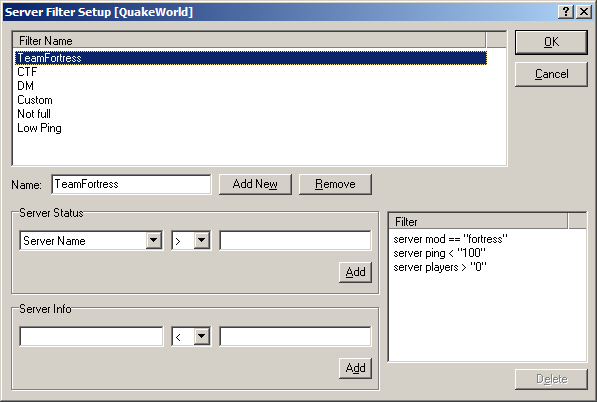 Server Filter Setup [QuakeWorld]
Filter Name
TeamFortress
CTF
DM
Custom
Not full
Low Ping
OK
Cancel
Name: TeamFortress Add New Remove
Server Status
Server Name >
Add
Server Info
<
Add
Filter
server mod == "fortress"
server ping < "100"
server players > "0"
Delete